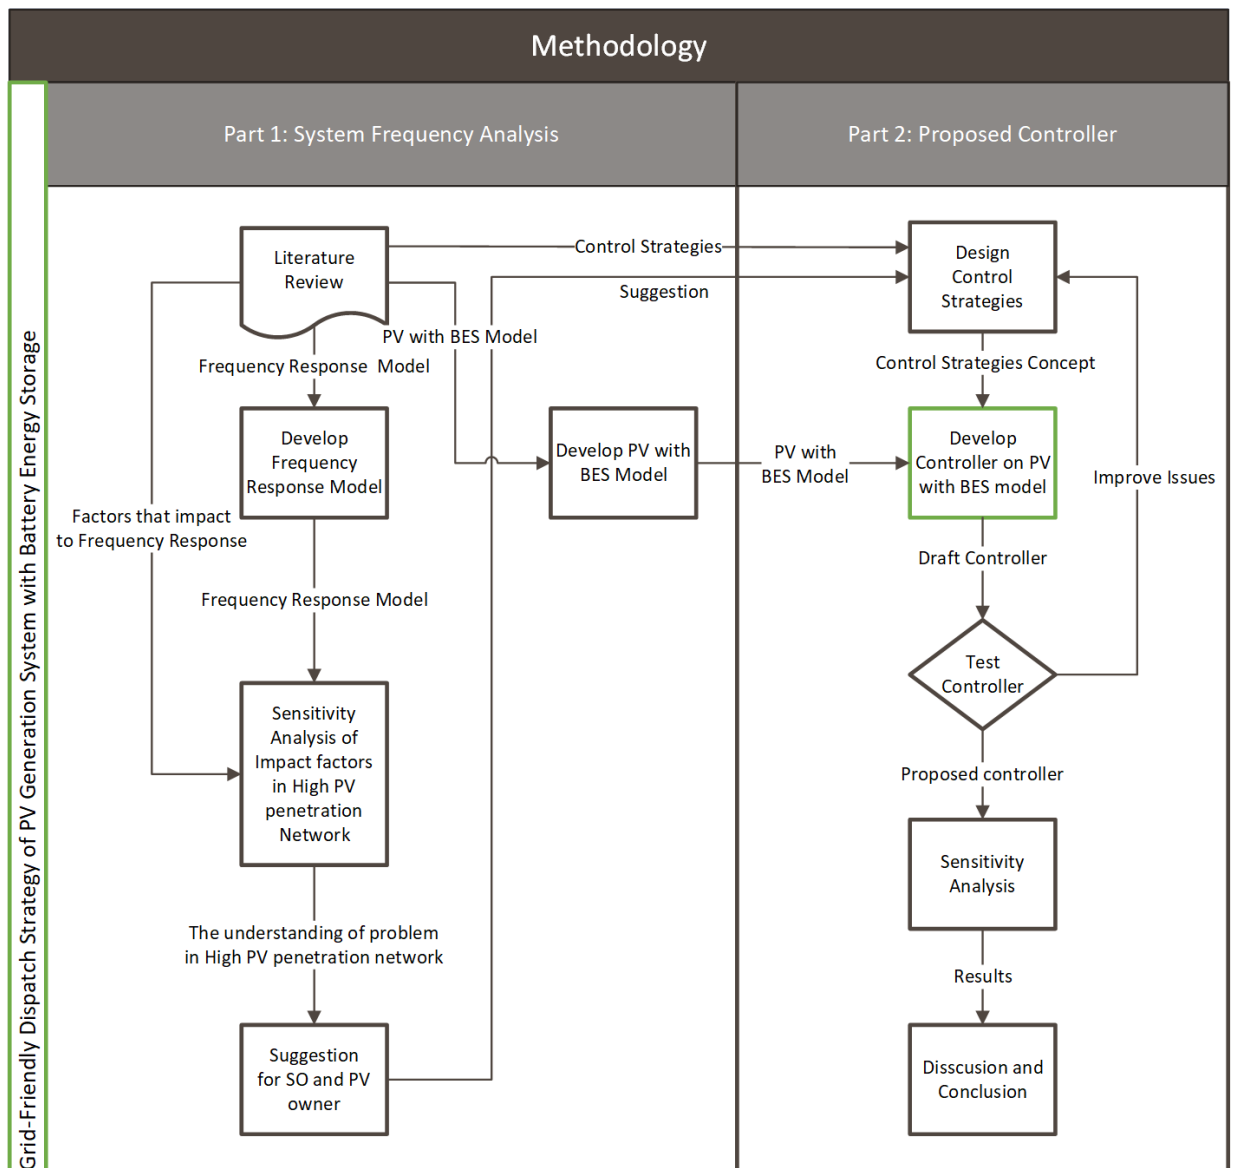 Methodology
Part 1: System Frequency Analysis
Part 2: Proposed Controller
Grid-Friendly Dispatch Strategy of PV Generation System with Battery Energy Storage
Literature
Review
Control Strategies
Suggestion
PV with BES Model
Frequency Response Model
Develop
Frequency
Response Model
Develop PV with
BES Model
Factors that impact
to Frequency Response
Frequency Response Model
Sensitivity
Analysis of
Impact factors
in High PV
penetration
Network
The understanding of problem
in High PV penetration network
Suggestion
for SO and PV
owner
Design
Control
Strategies
Control Strategies Concept
PV with
BES Model
Develop
Controller on PV
with BES model
Improve Issues
Draft Controller
Test
Controller
Proposed controller
Sensitivity
Analysis
Results
Disscusion and
Conclusion